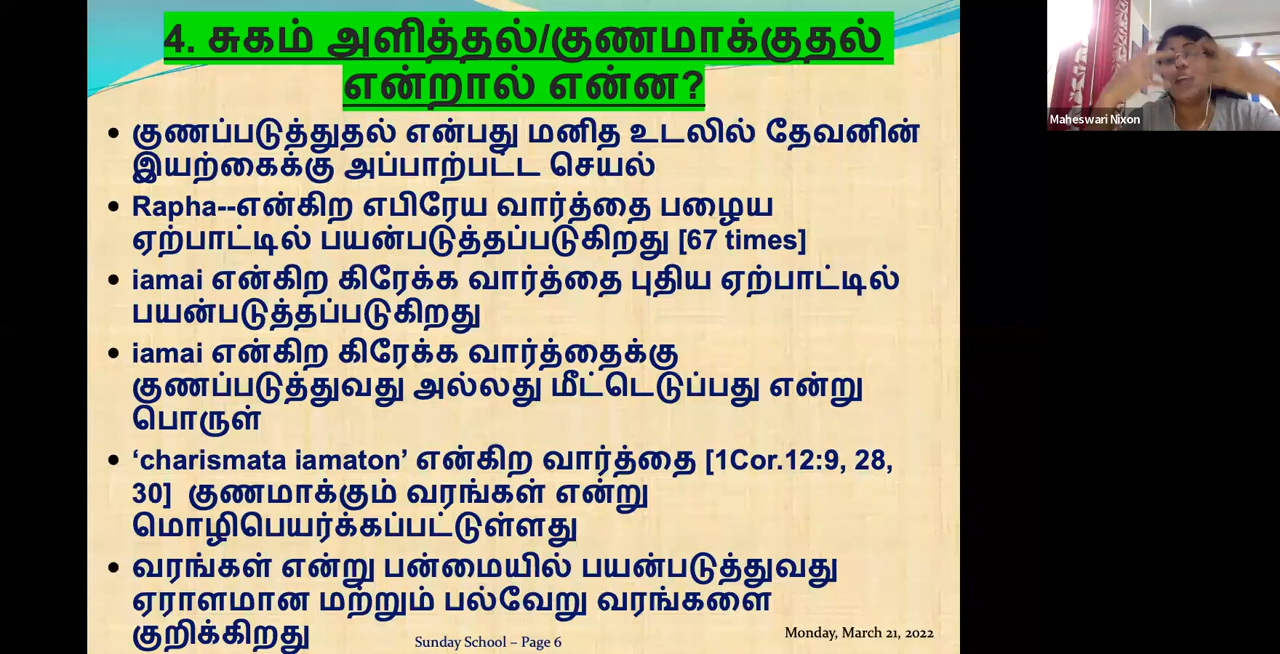 4. சுகம் அளித்தல்/குணமாக்குதல்
என்றால் என்ன?
• குணப்படுத்துதல் என்பது மனித உடலில் தேவனின்
இயற்கைக்கு அப்பாற்பட்ட செயல்
• Rapha--என்கிற எபிரேய வார்த்தை பழைய
ஏற்பாட்டில் பயன்படுத்தப்படுகிறது [67 times]
• iamai என்கிற கிரேக்க வார்த்தை புதிய ஏற்பாட்டில்
பயன்படுத்தப்படுகிறது
• iamai என்கிற கிரேக்க வார்த்தைக்கு
குணப்படுத்துவது அல்லது மீட்டெடுப்பது என்று
பொருள்
• ‘charismata iamaton’ என்கிற வார்த்தை [1Cor.12:9, 28,
30] குணமாக்கும் வரங்கள் என்று
மொழிபெயர்க்கப்பட்டுள்ளது
• வரங்கள் என்று பன்மையில் பயன்படுத்துவது
ஏராளமான மற்றும் பல்வேறு வரங்களை
குறிக்கிறது
Sunday School – Page 6
Monday, March 21, 2022
Maheswari Nixon